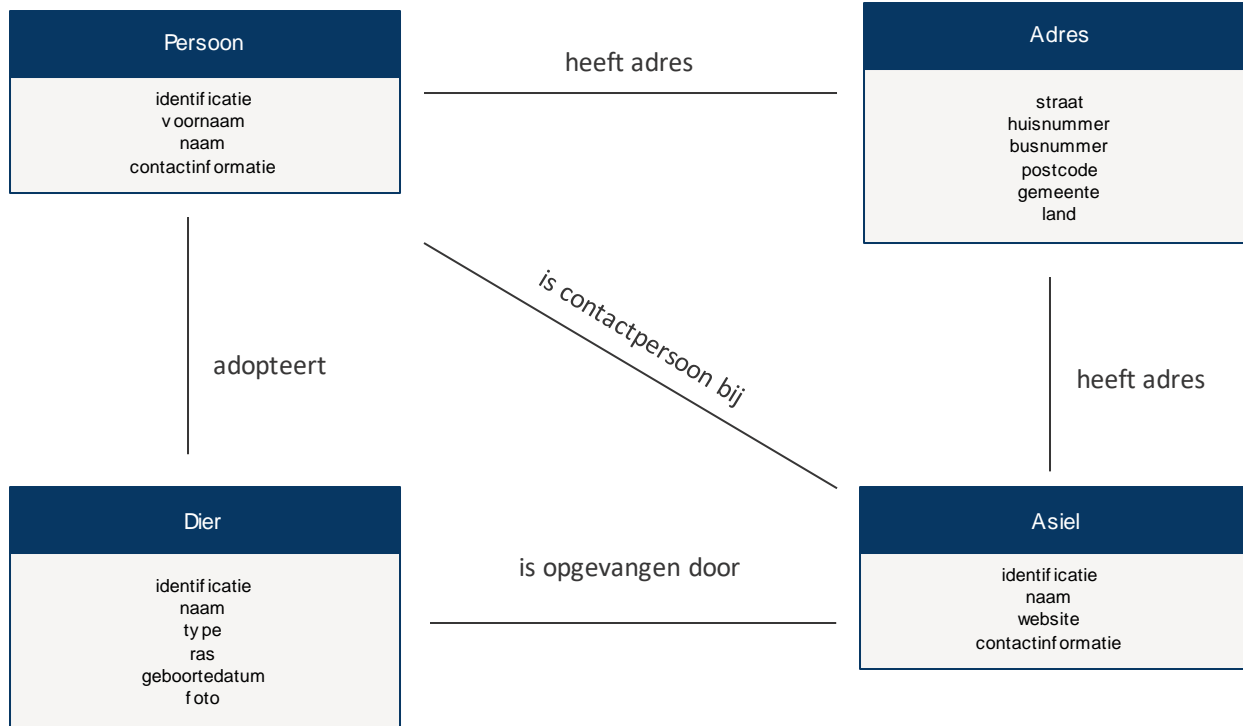 Persoon
identificatie
voornaam
naam
contactinformatie
heeft adres
Adres
straat
huisnummer
busnummer
postcode
gemeente
land
adopteert
is contactpersoon bij
heeft adres
Dier
identificatie
naam
type
ras
geboortedatum
foto
is opgevangen door
Asiel
identificatie
naam
website
contactinformatie